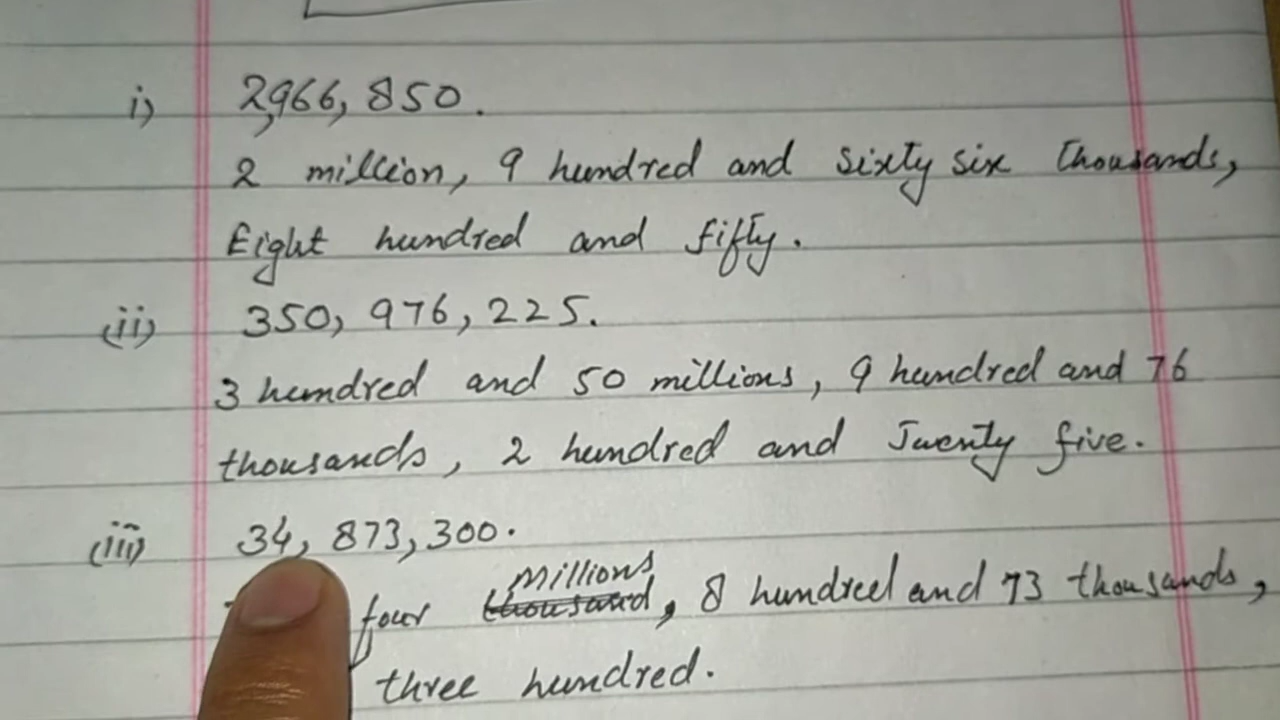 i) 2,966, 850.
2 million, 9 hundred and sixty six thousands,
Eight hundred and fifty.
(ii) 350, 976, 225.
3 hundred and 50 millions, 9 hundred and 76
thousands, 2 hundred and Twenty five.
(iii) 34, 873, 300.
millions
four thousand, 8 hundred and 73 thousands,
three hundred.